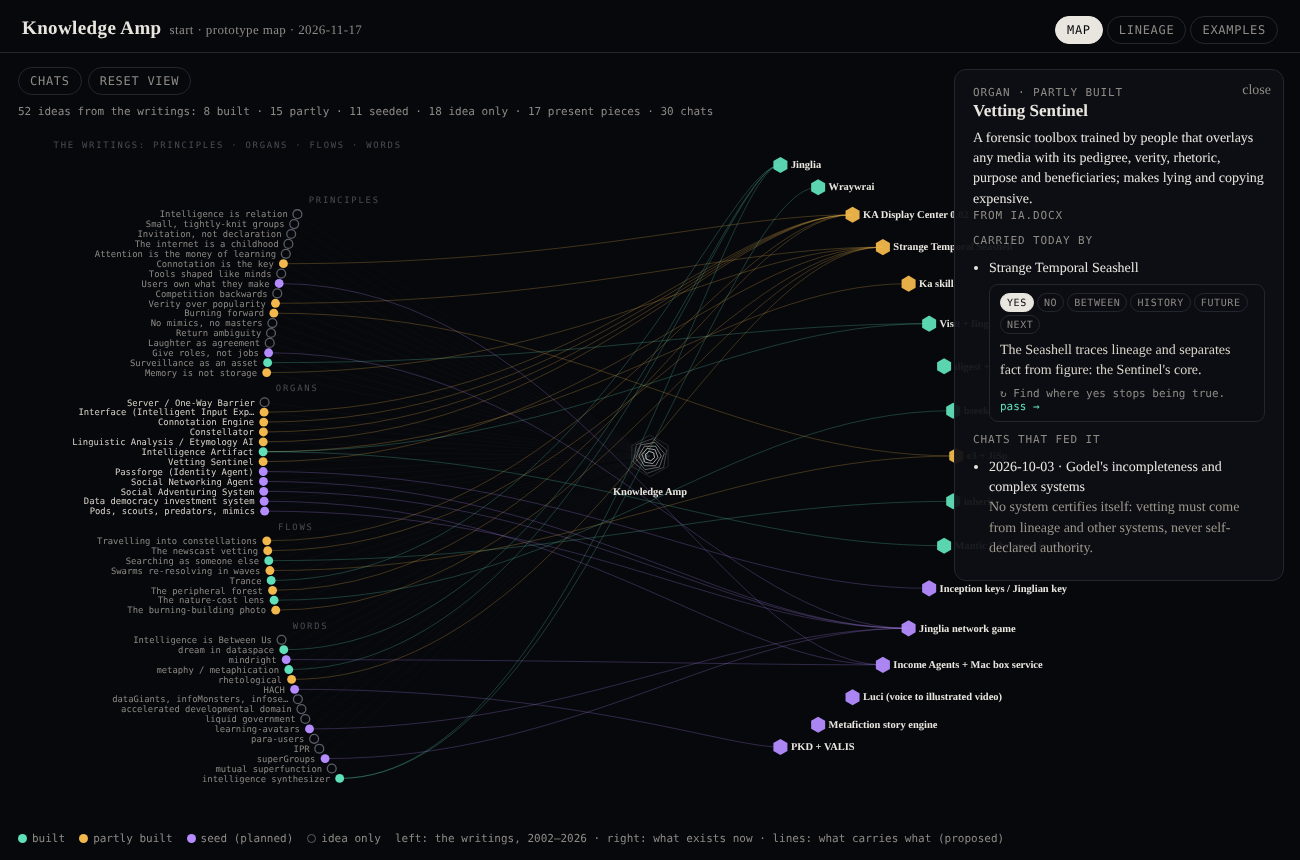 Knowledge Amp start · prototype map · 2026-11-17
MAP LINEAGE EXAMPLES
CHATS RESET VIEW
52 ideas from the writings: 8 built · 15 partly · 11 seeded · 18 idea only · 17 present pieces · 30 chats
THE WRITINGS: PRINCIPLES · ORGANS · FLOWS · WORDS
PRINCIPLES
Intelligence is relation
Small, tightly-knit groups
Invitation, not declaration
The internet is a childhood
Attention is the money of learning
Connotation is the key
Tools shaped like minds
Users own what they make
Competition backwards
Verity over popularity
Burning forward
No mimics, no masters
Return ambiguity
Laughter as agreement
Give roles, not jobs
Surveillance as an asset
Memory is not storage
ORGANS
Server / One-Way Barrier
Interface (Intelligent Input Exp…
Connotation Engine
Constellator
Linguistic Analysis / Etymology AI
Intelligence Artifact
Vetting Sentinel
Passforge (Identity Agent)
Social Networking Agent
Social Adventuring System
Data democracy investment system
Pods, scouts, predators, mimics
FLOWS
Travelling into constellations
The newscast vetting
Searching as someone else
Swarms re-resolving in waves
Trance
The peripheral forest
The nature-cost lens
The burning-building photo
WORDS
Intelligence is Between Us
dream in dataspace
mindright
metaphy / metaphication
rhetological
HACH
dataGiants, infoMonsters, infose…
accelerated developmental domain
liquid government
learning-avatars
para-users
IPR
superGroups
mutual superfunction
intelligence synthesizer
Knowledge Amp
Jinglia
Wraywrai
KA Display Center
Strange Temp
Ka skill
Inception keys / Jinglian key
Jinglia network game
Income Agents + Mac box service
Luci (voice to illustrated video)
Metafiction story engine
PKD + VALIS
ORGAN · PARTLY BUILT
close
Vetting Sentinel
A forensic toolbox trained by people that overlays
any media with its pedigree, verity, rhetoric,
purpose and beneficiaries; makes lying and copying
expensive.
FROM IA.DOCX
CARRIED TODAY BY
• Strange Temporal Seashell
YES NO BETWEEN HISTORY FUTURE
NEXT
The Seashell traces lineage and separates
fact from figure: the Sentinel's core.
↻ Find where yes stops being true.
pass →
CHATS THAT FED IT
• 2026-10-03 · Godel's incompleteness and
complex systems
No system certifies itself: vetting must come
from lineage and other systems, never self-
declared authority.
built partly built seed (planned) idea only left: the writings, 2002–2026 · right: what exists now · lines: what carries what (proposed)